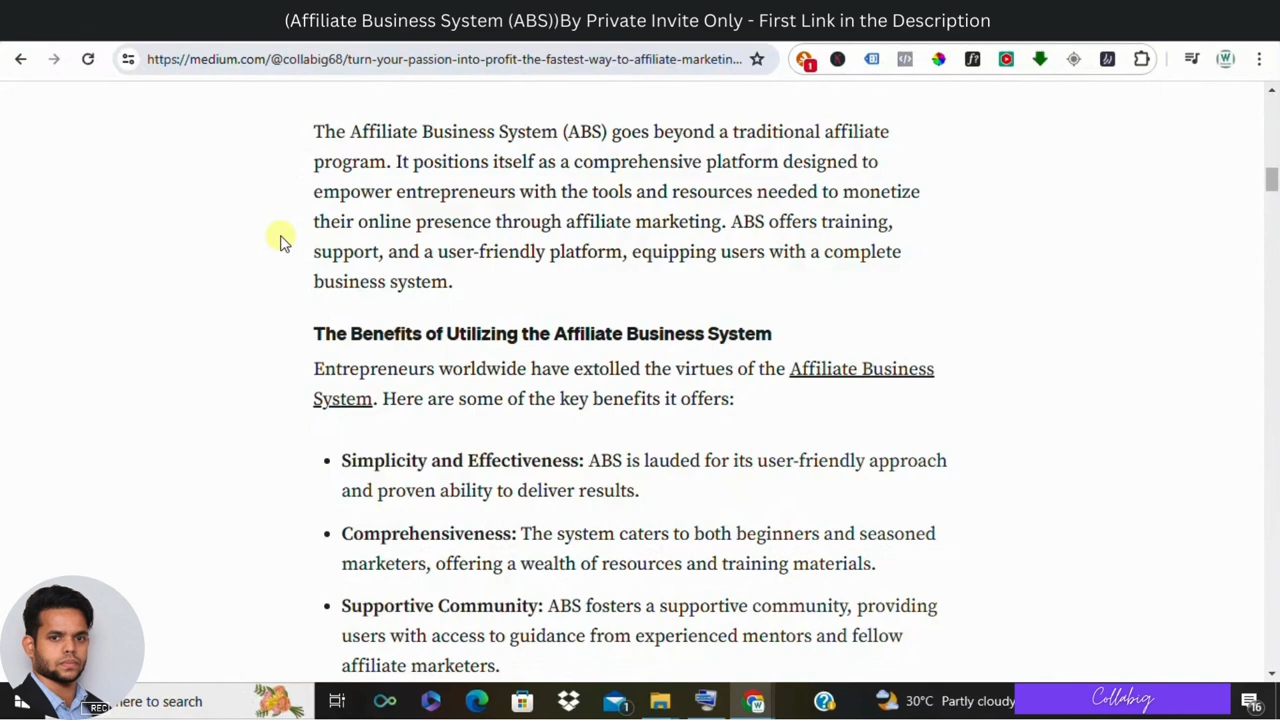 (Affiliate Business System (ABS))By Private Invite Only - First Link in the Description
https://medium.com/@collabig68/turn-your-passion-into-profit-the-fastest-way-to-affiliate-marketin...
The Affiliate Business System (ABS) goes beyond a traditional affiliate
program. It positions itself as a comprehensive platform designed to
empower entrepreneurs with the tools and resources needed to monetize
their online presence through affiliate marketing. ABS offers training,
support, and a user-friendly platform, equipping users with a complete
business system.
The Benefits of Utilizing the Affiliate Business System
Entrepreneurs worldwide have extolled the virtues of the Affiliate Business
System. Here are some of the key benefits it offers:
• Simplicity and Effectiveness: ABS is lauded for its user-friendly approach
and proven ability to deliver results.
• Comprehensiveness: The system caters to both beginners and seasoned
marketers, offering a wealth of resources and training materials.
• Supportive Community: ABS fosters a supportive community, providing
users with access to guidance from experienced mentors and fellow
affiliate marketers.
REC
here to search
30°C Partly cloudy
Collabig
16